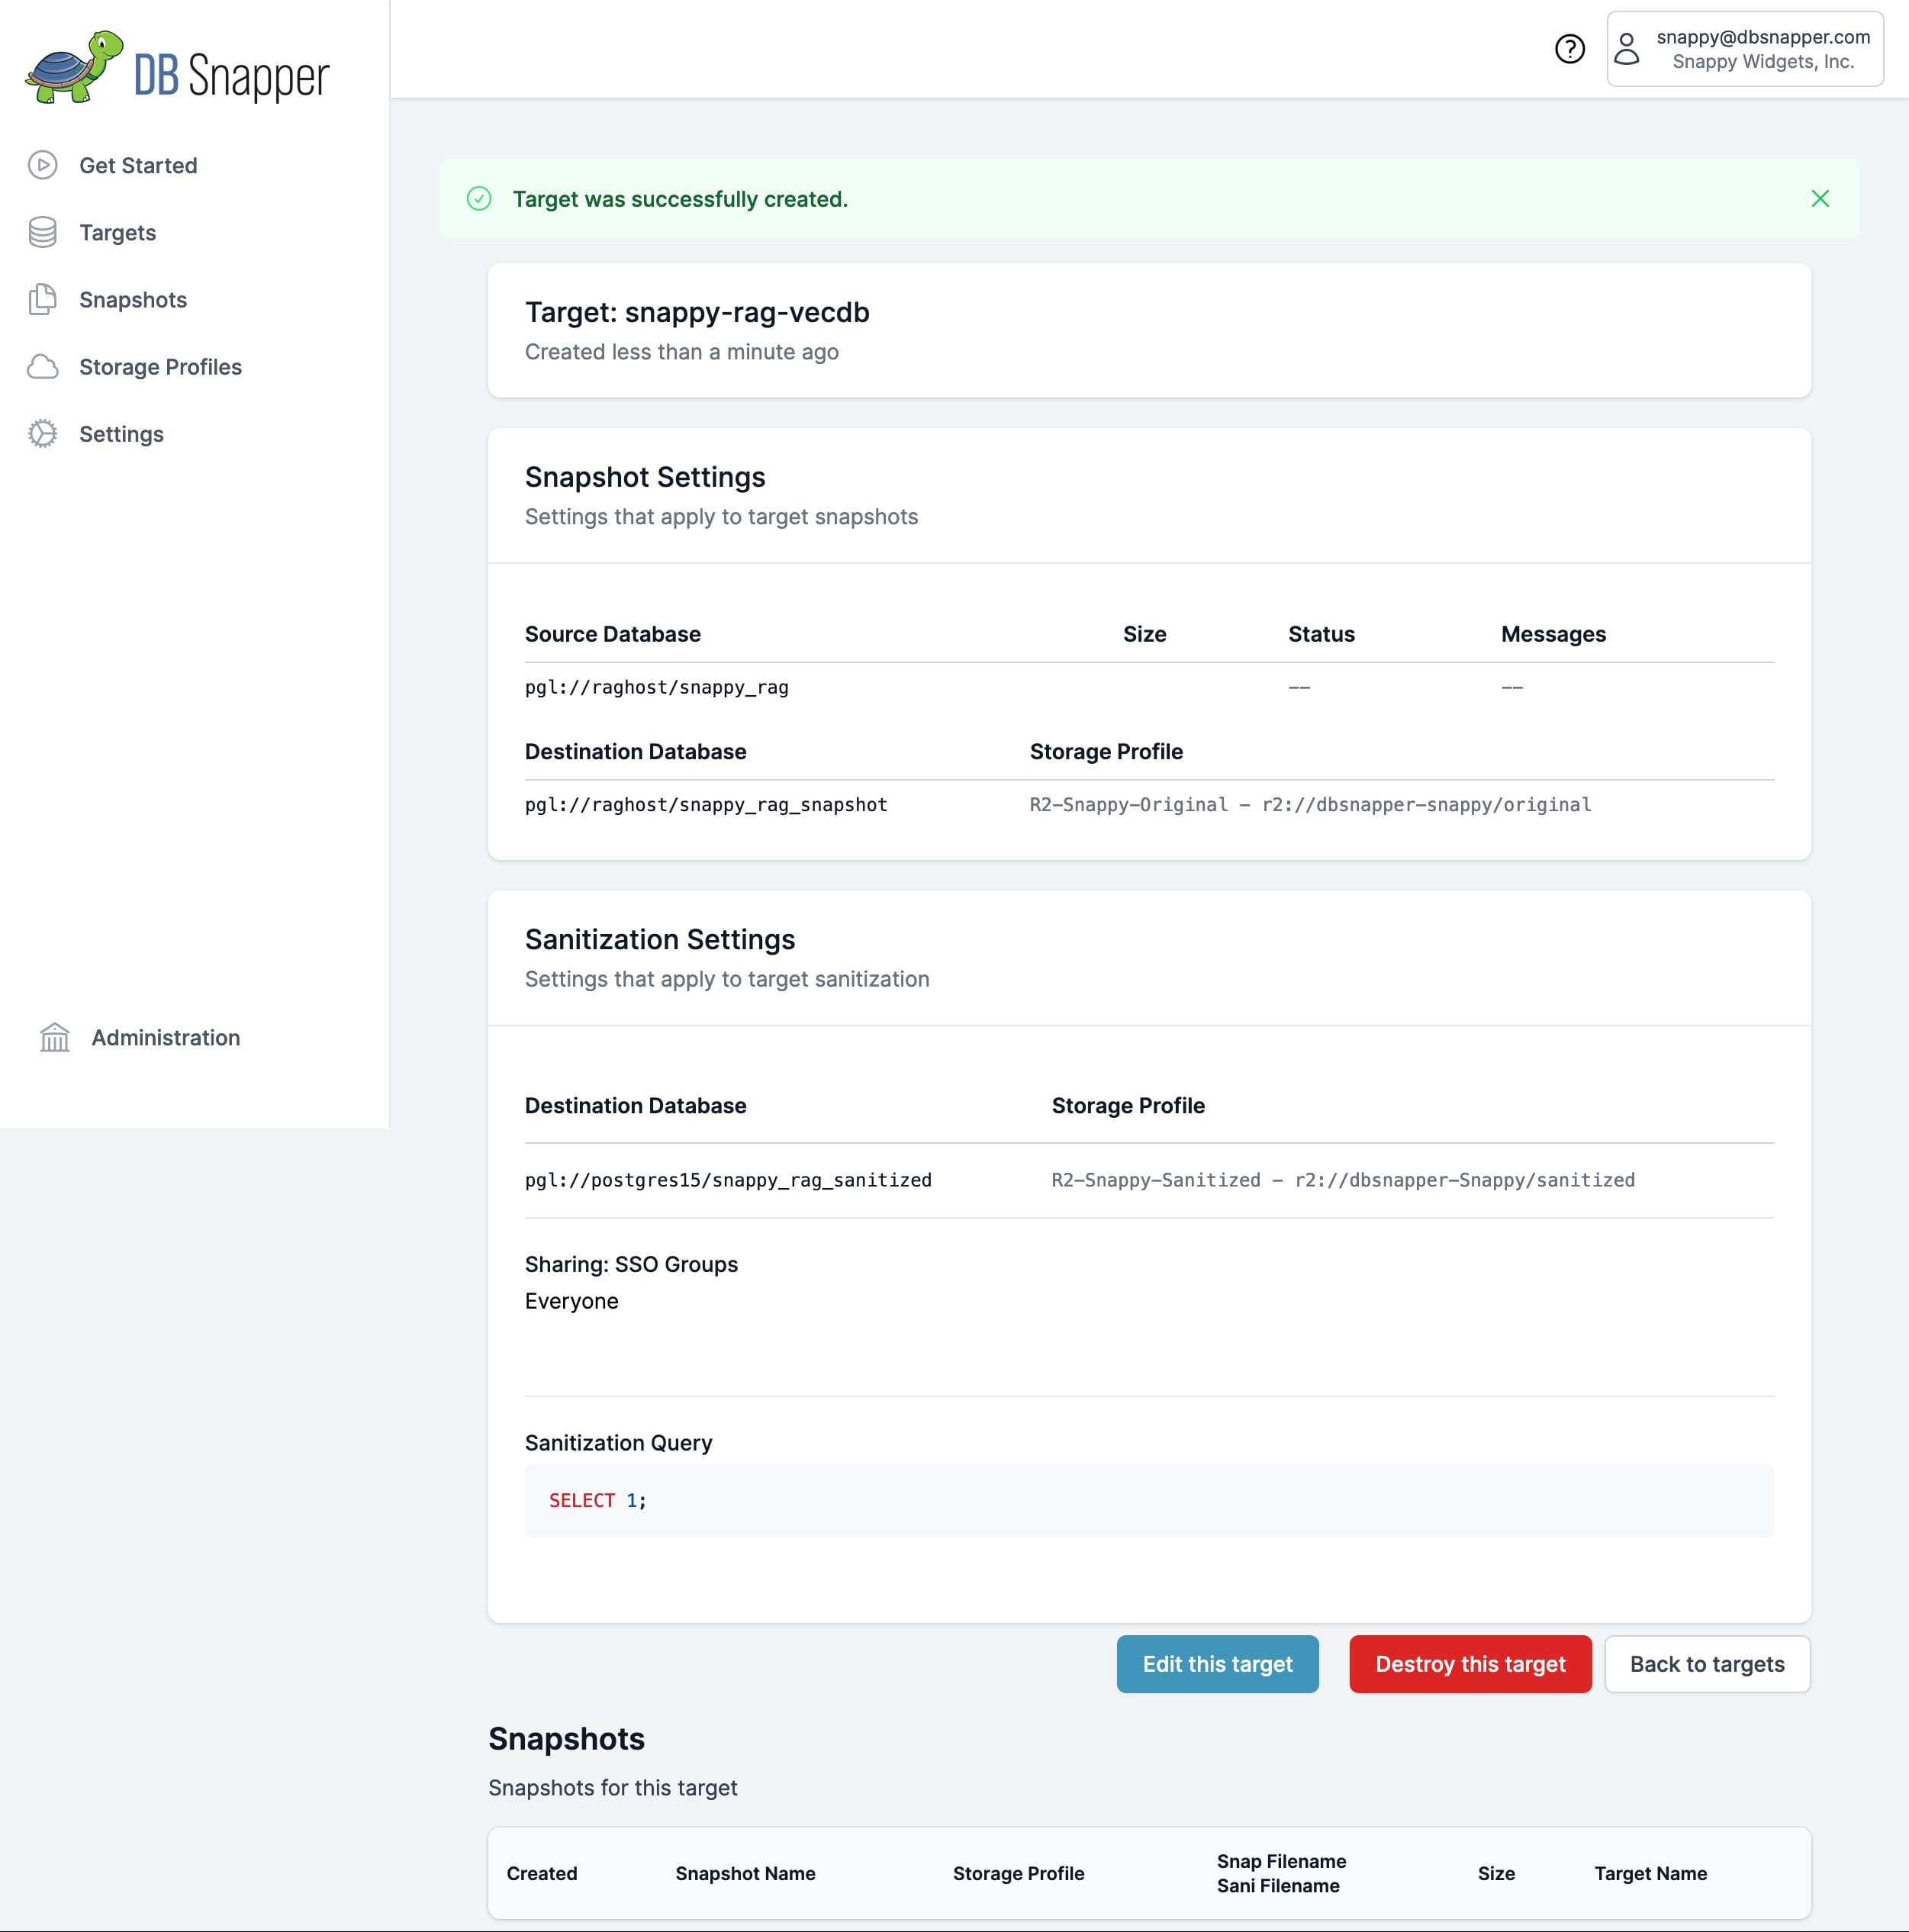 DB Snapper
?
snappy@dbsnapper.com
Snappy Widgets, Inc.
Get Started
Targets
Snapshots
Storage Profiles
Settings
Administration
Target was successfully created.
Target: snappy-rag-vecdb
Created less than a minute ago
Snapshot Settings
Settings that apply to target snapshots
Source Database Size Status Messages
pgl://raghost/snappy_rag -- --
Destination Database Storage Profile
pgl://raghost/snappy_rag_snapshot R2-Snappy-Original - r2://dbsnapper-snappy/original
Sanitization Settings
Settings that apply to target sanitization
Destination Database Storage Profile
pgl://postgres15/snappy_rag_sanitized R2-Snappy-Sanitized - r2://dbsnapper-Snappy/sanitized
Sharing: SSO Groups
Everyone
Sanitization Query
SELECT 1;
Edit this target Destroy this target Back to targets
Snapshots
Snapshots for this target
Created Snapshot Name Storage Profile Snap Filename Size Target Name
Sani Filename